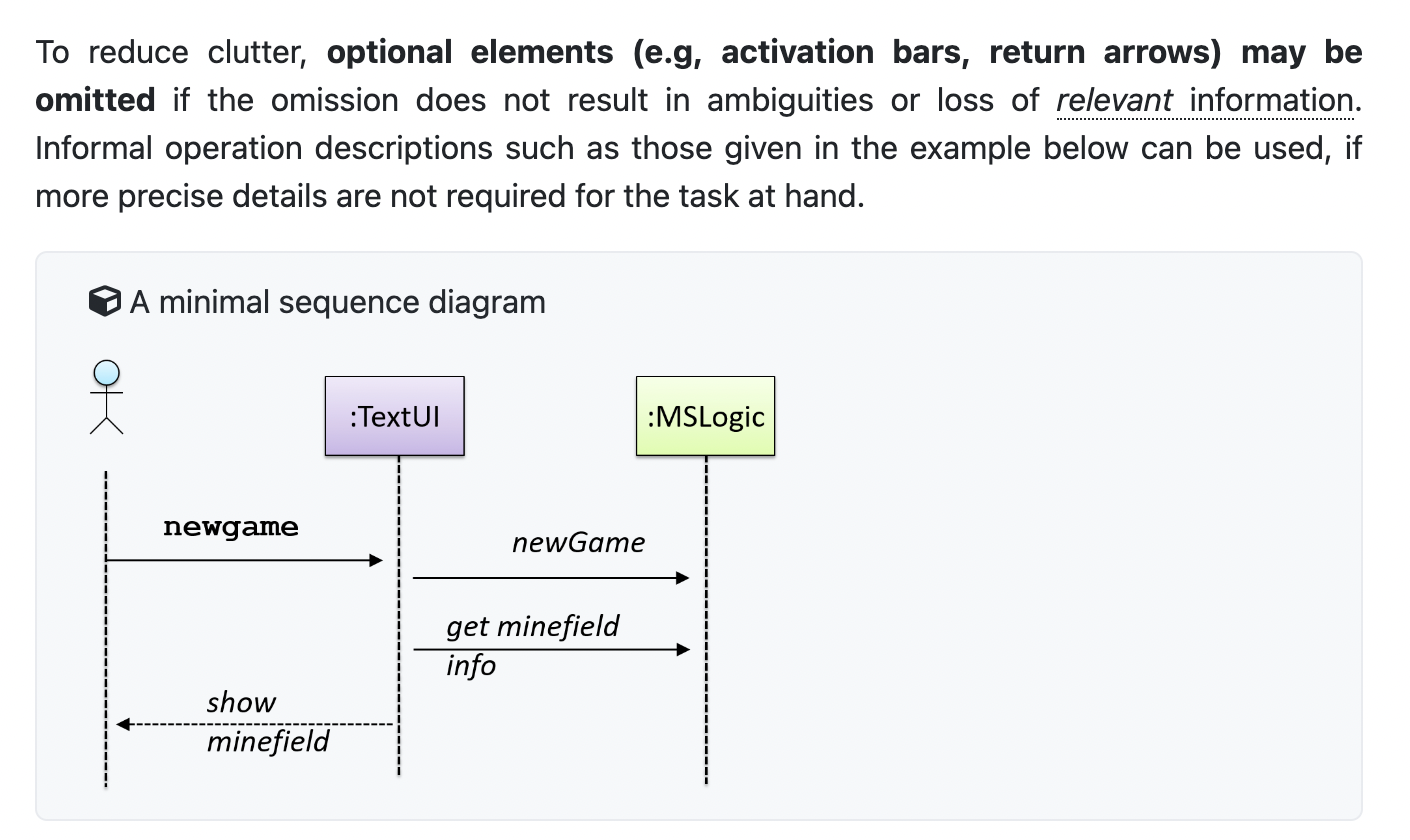 To reduce clutter, optional elements (e.g, activation bars, return arrows) may be
omitted if the omission does not result in ambiguities or loss of relevant information.
Informal operation descriptions such as those given in the example below can be used, if
more precise details are not required for the task at hand.
A minimal sequence diagram
:TextUI
:MSLogic
newgame
newGame
get minefield
info
show
minefield